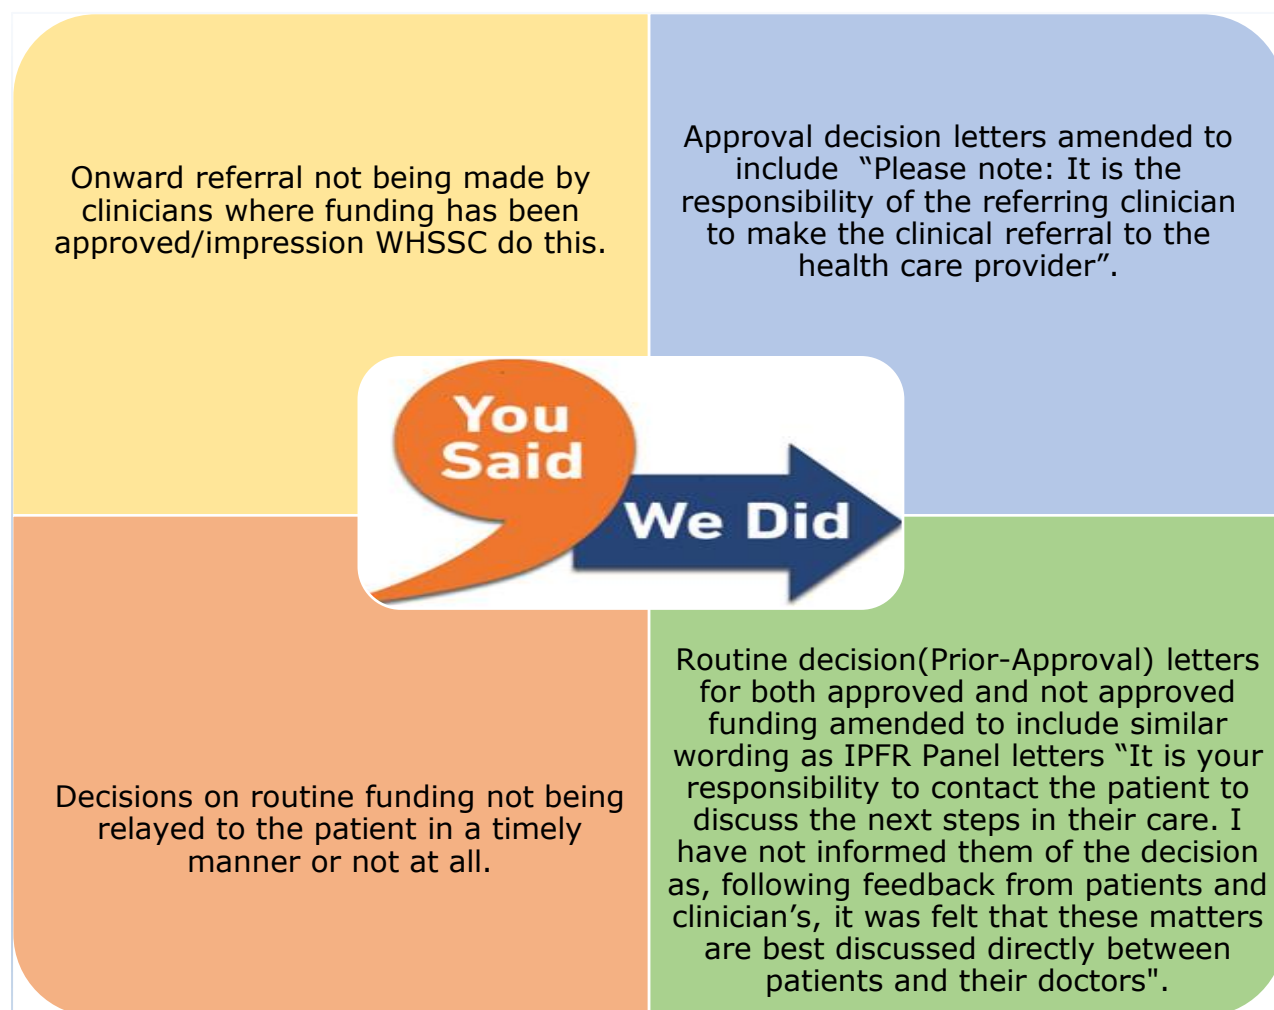 Onward referral not being made by
clinicians where funding has been
approved/impression WHSSC do this.
Approval decision letters amended to
include  “Please note: It is the
responsibility of the referring clinician
to make the clinical referral to the
health care provider”.
You
Said
We Did
Decisions on routine funding not being
relayed to the patient in a timely
manner or not at all.
Routine decision(Prior-Approval) letters
for both approved and not approved
funding amended to include similar
wording as IPFR Panel letters “It is your
responsibility to contact the patient to
discuss the next steps in their care. I
have not informed them of the decision
as, following feedback from patients and
clinician’s, it was felt that these matters
are best discussed directly between
patients and their doctors".